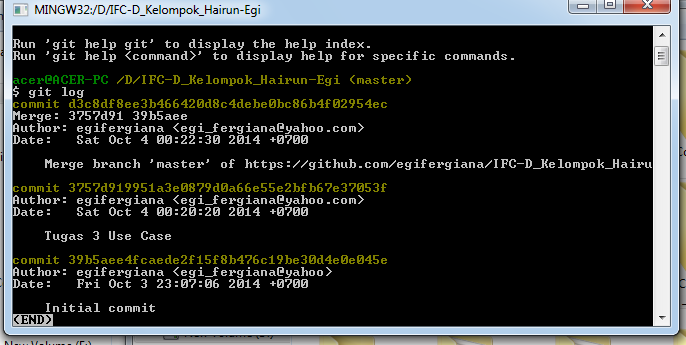 MINGW32:/D/IFC-D_Kelompok_Hairun-Egi
Run 'git help git' to display the help index.
Run 'git help <command>' to display help for specific commands.
acer@ACER-PC /D/IFC-D_Kelompok_Hairun-Egi (master)
$ git log
commit d3c8df8ee3b466420d8c4debe0bc86b4f02954ec
Merge: 3757d91 39b5aee
Author: egifergiana <egi_fergiana@yahoo.com>
Date:   Sat Oct 4 00:22:30 2014 +0700
Merge branch 'master' of https://github.com/egifergiana/IFC-D_Kelompok_Hairu
commit 3757d919951a3e0879d0a66e55e2bfb67e37053f
Author: egifergiana <egi_fergiana@yahoo.com>
Date:   Sat Oct 4 00:20:20 2014 +0700
Tugas 3 Use Case
commit 39b5aee4fcaede2f15f8b476c19be30d4e0e045e
Author: egifergiana <egi_fergiana@yahoo>
Date:   Fri Oct 3 23:07:06 2014 +0700
Initial commit
(END)
New Volume (F:)